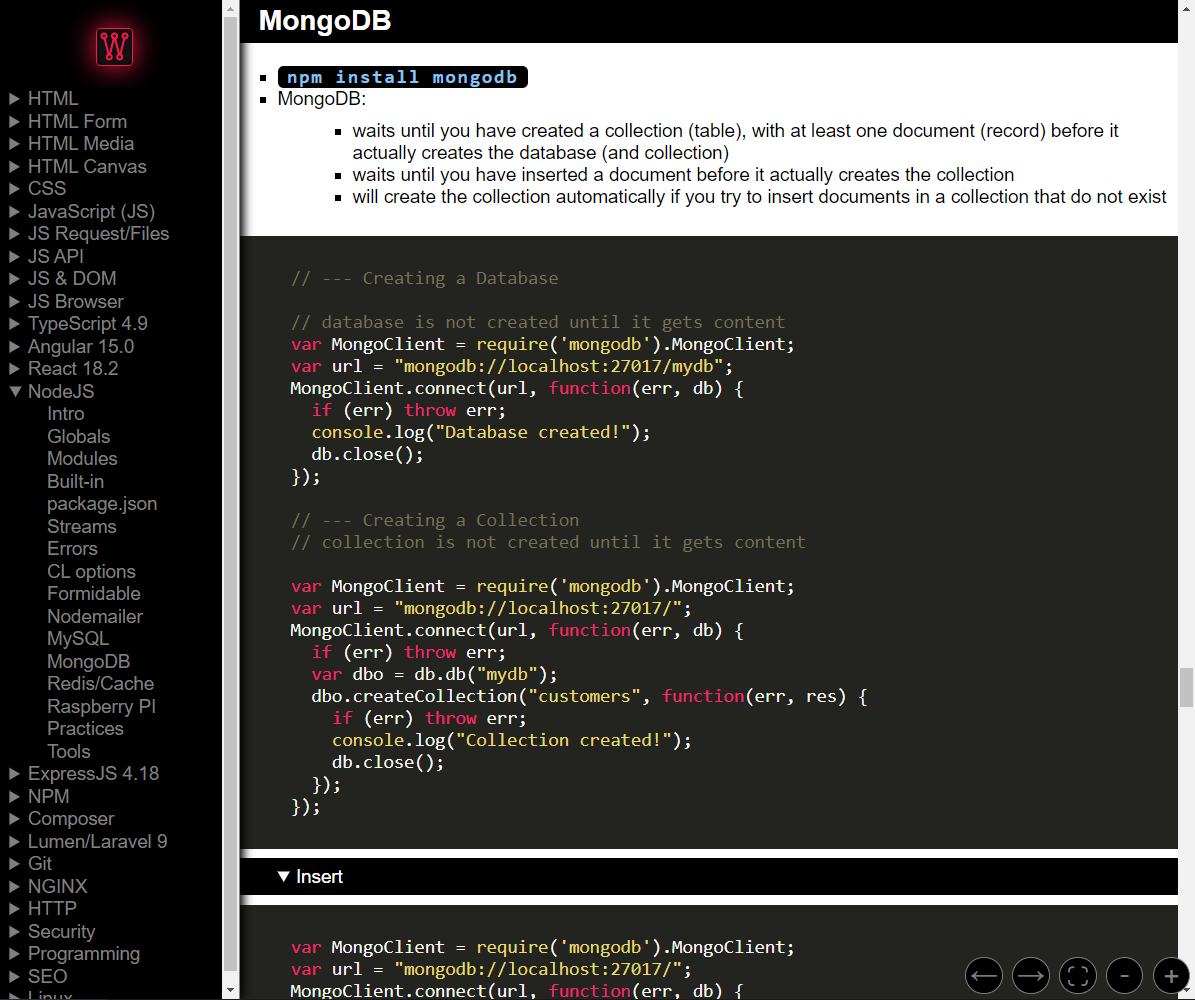 W
HTML
HTML Form
HTML Media
HTML Canvas
CSS
JavaScript (JS)
JS Request/Files
JS API
JS & DOM
JS Browser
TypeScript 4.9
Angular 15.0
React 18.2
NodeJS
Intro
Globals
Modules
Built-in
package.json
Streams
Errors
CL options
Formidable
Nodemailer
MySQL
MongoDB
Redis/Cache
Raspberry PI
Practices
Tools
ExpressJS 4.18
NPM
Composer
Lumen/Laravel 9
Git
NGINX
HTTP
Security
Programming
SEO
Linux
MongoDB
npm install mongodb
MongoDB:
waits until you have created a collection (table), with at least one document (record) before it
actually creates the database (and collection)
waits until you have inserted a document before it actually creates the collection
will create the collection automatically if you try to insert documents in a collection that do not exist
// --- Creating a Database
// database is not created until it gets content
var MongoClient = require('mongodb').MongoClient;
var url = "mongodb://localhost:27017/mydb";
MongoClient.connect(url, function(err, db) {
  if (err) throw err;
  console.log("Database created!");
  db.close();
});
// --- Creating a Collection
// collection is not created until it gets content
var MongoClient = require('mongodb').MongoClient;
var url = "mongodb://localhost:27017/";
MongoClient.connect(url, function(err, db) {
  if (err) throw err;
  var dbo = db.db("mydb");
  dbo.createCollection("customers", function(err, res) {
    if (err) throw err;
    console.log("Collection created!");
    db.close();
  });
});
Insert
var MongoClient = require('mongodb').MongoClient;
var url = "mongodb://localhost:27017/";
MongoClient.connect(url, function(err, db) {
- +